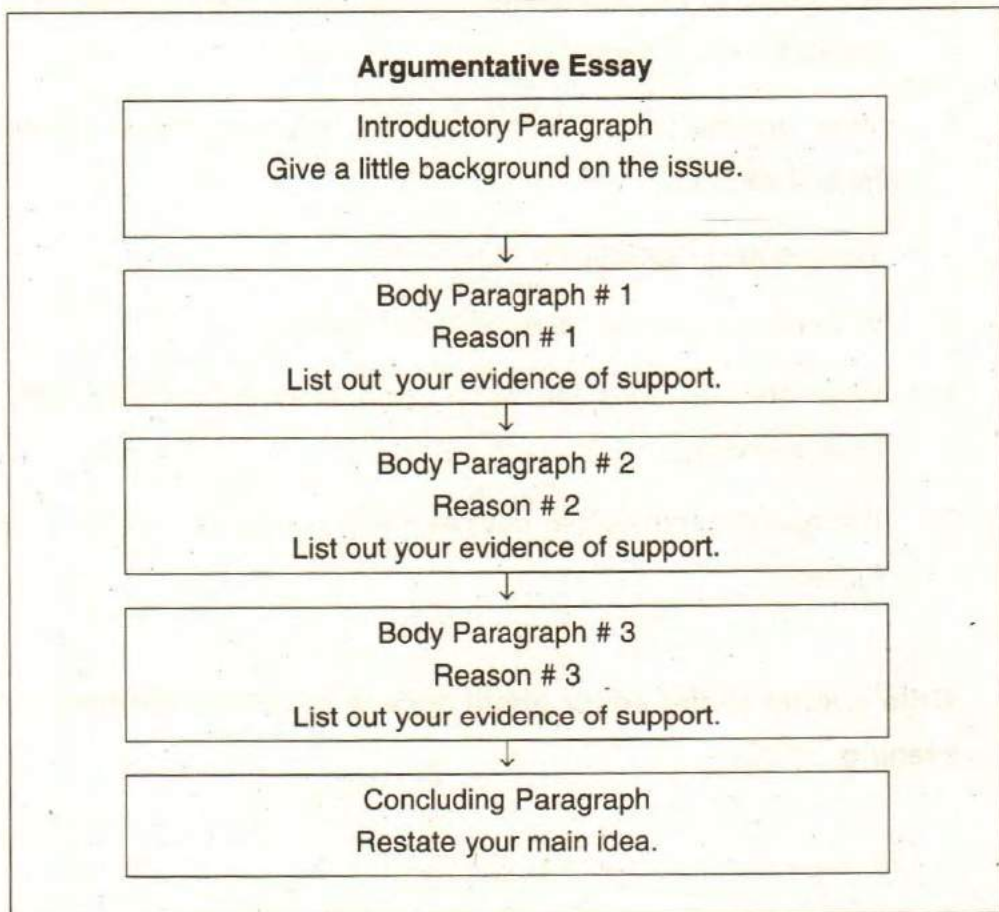 Argumentative Essay
Introductory Paragraph
Give a little background on the issue.
↓
Body Paragraph # 1
Reason # 1
List out your evidence of support.
↓
Body Paragraph # 2
Reason # 2
List out your evidence of support.
↓
Body Paragraph # 3
Reason # 3
List out your evidence of support.
↓
Concluding Paragraph
Restate your main idea.